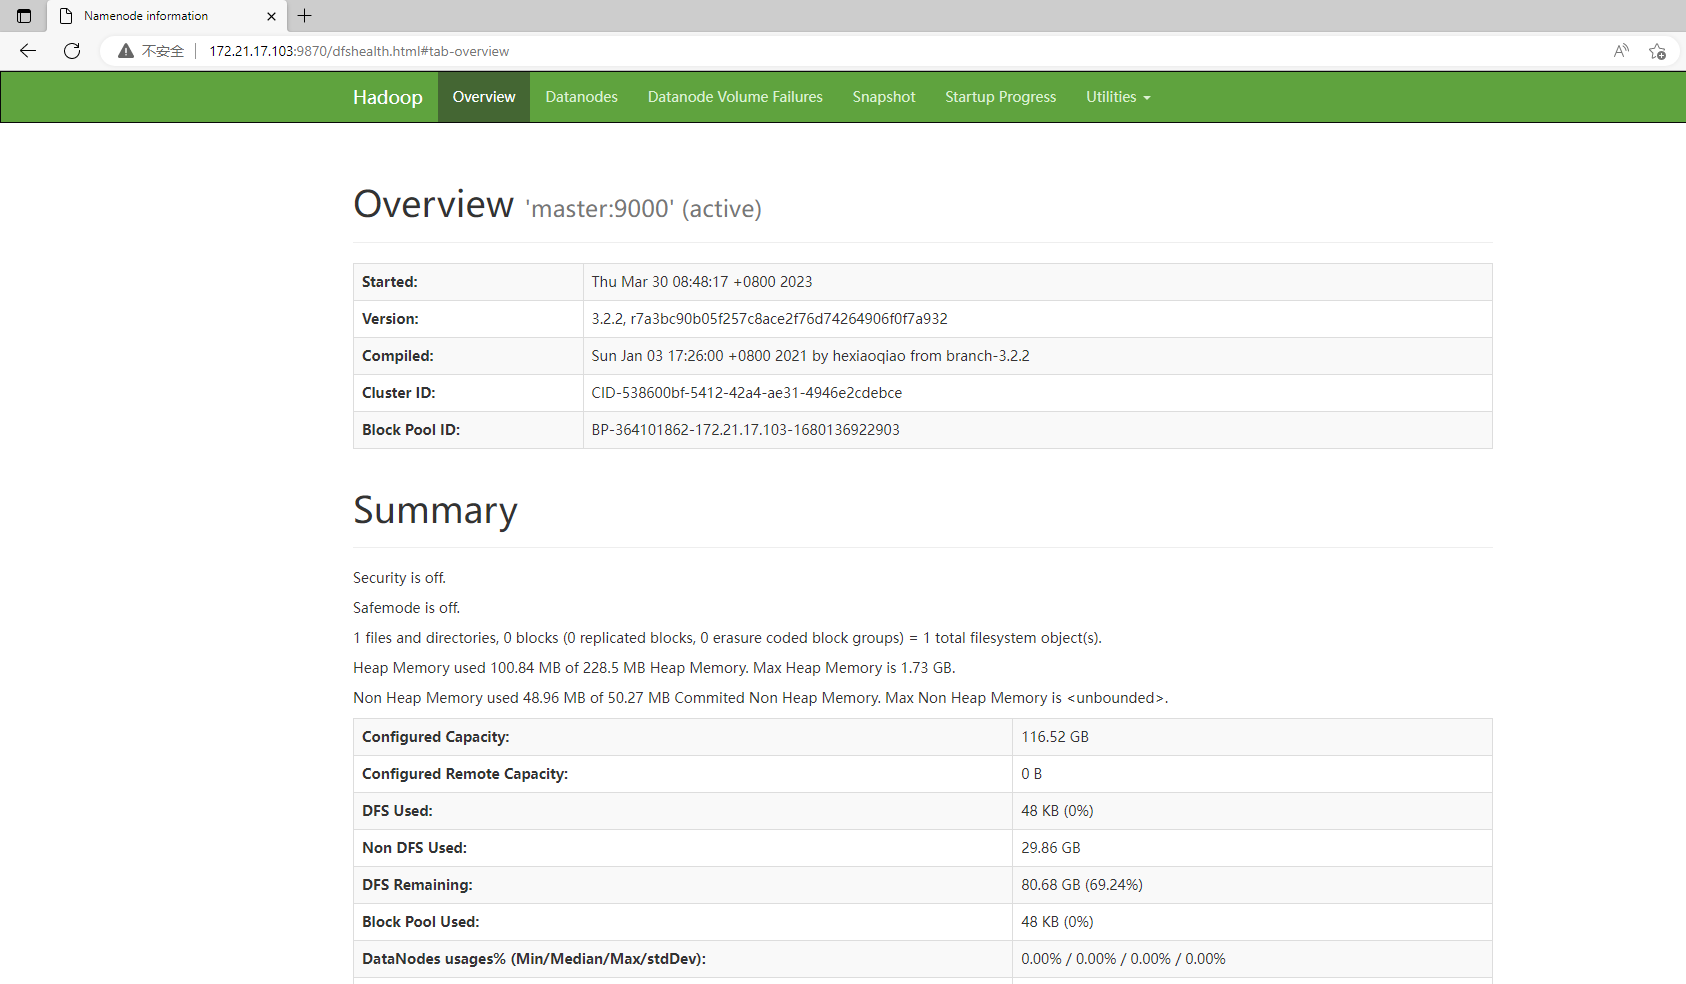 Namenode information
不安全 172.21.17.103:9870/dfshealth.html#tab-overview
Hadoop Overview Datanodes Datanode Volume Failures Snapshot Startup Progress Utilities
Overview 'master:9000' (active)
Started: Thu Mar 30 08:48:17 +0800 2023
Version: 3.2.2, r7a3bc90b05f257c8ace2f76d74264906f0f7a932
Compiled: Sun Jan 03 17:26:00 +0800 2021 by hexiaoqiao from branch-3.2.2
Cluster ID: CID-538600bf-5412-42a4-ae31-4946e2cdebce
Block Pool ID: BP-364101862-172.21.17.103-1680136922903
Summary
Security is off.
Safemode is off.
1 files and directories, 0 blocks (0 replicated blocks, 0 erasure coded block groups) = 1 total filesystem object(s).
Heap Memory used 100.84 MB of 228.5 MB Heap Memory. Max Heap Memory is 1.73 GB.
Non Heap Memory used 48.96 MB of 50.27 MB Commited Non Heap Memory. Max Non Heap Memory is <unbounded>.
Configured Capacity: 116.52 GB
Configured Remote Capacity: 0 B
DFS Used: 48 KB (0%)
Non DFS Used: 29.86 GB
DFS Remaining: 80.68 GB (69.24%)
Block Pool Used: 48 KB (0%)
DataNodes usages% (Min/Median/Max/stdDev): 0.00% / 0.00% / 0.00% / 0.00%